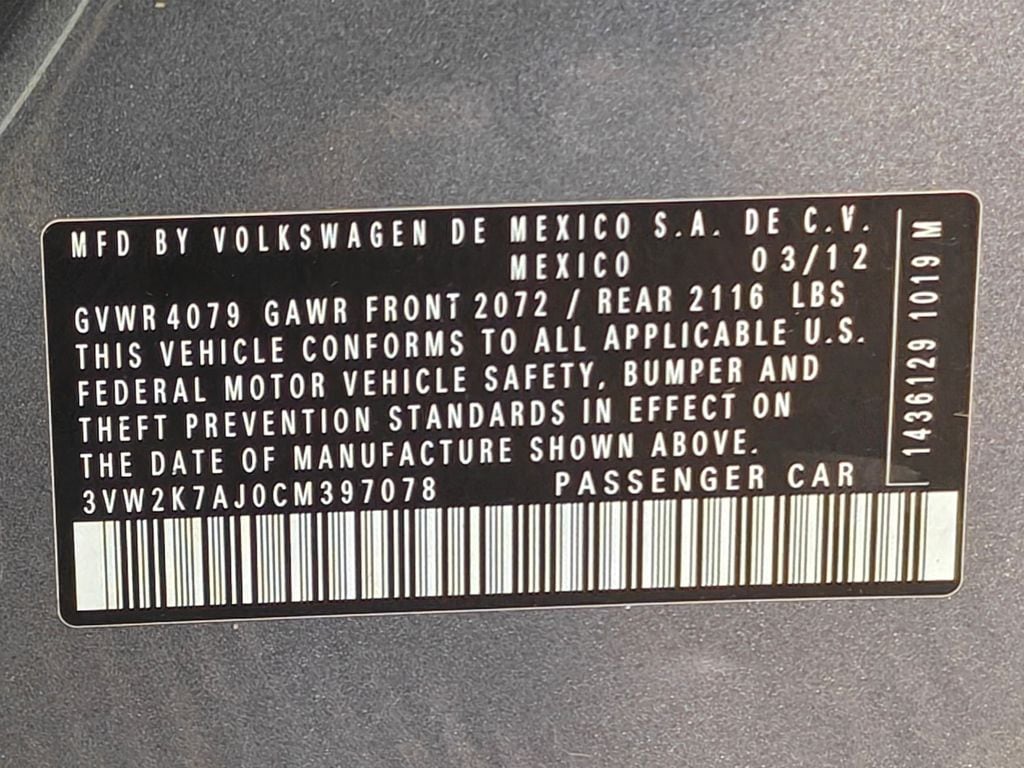 MFD BY VOLKSWAGEN DE MEXICO S.A. DE C.V.
MEXICO 03/12
GVWR 4079 GAWR FRONT 2072 / REAR 2116 LBS
THIS VEHICLE CONFORMS TO ALL APPLICABLE U.S.
FEDERAL MOTOR VEHICLE SAFETY, BUMPER AND
THEFT PREVENTION STANDARDS IN EFFECT ON
THE DATE OF MANUFACTURE SHOWN ABOVE.
3VW2K7AJ0CM397078 PASSENGER CAR
1436129 1019 M